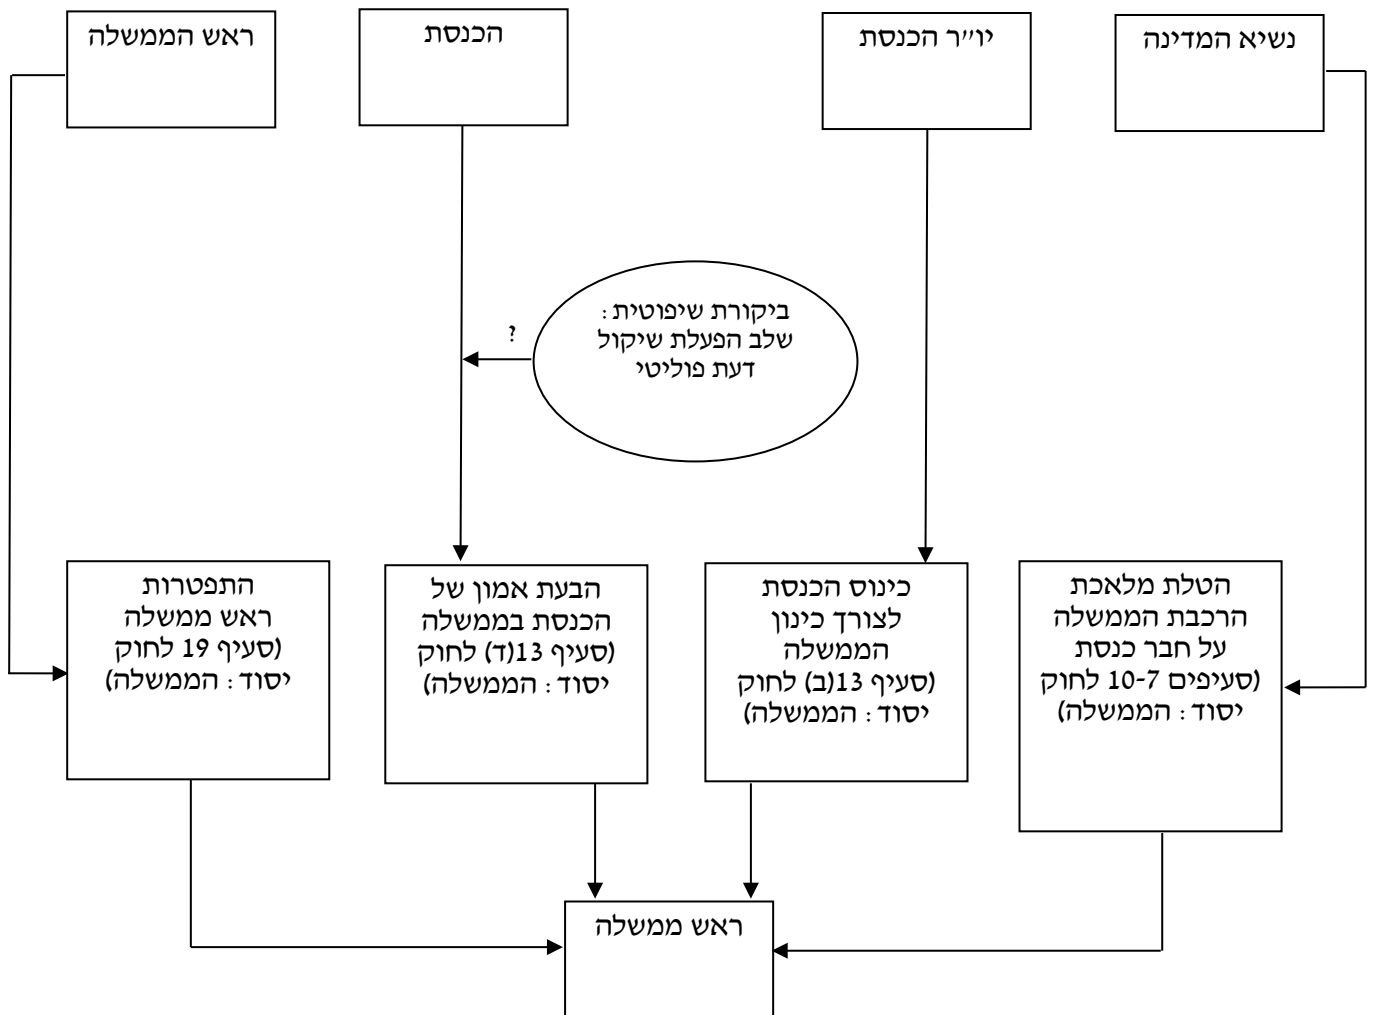 נשיא המדינה
יו״ר הכנסת
הכנסת
ראש הממשלה
ביקורת שיפוטית:
שלב הפעלת שיקול
דעת פוליטי
?
הטלת מלאכת
הרכבת הממשלה
על חבר כנסת
(סעיפים 10-7 לחוק
יסוד: הממשלה)
כינוס הכנסת
לצורך כינון
הממשלה
(סעיף 13(ב) לחוק
יסוד: הממשלה)
הבעת אמון של
הכנסת בממשלה
(סעיף 13(ד) לחוק
יסוד: הממשלה)
התפטרות
ראש ממשלה
(סעיף 19 לחוק
יסוד: הממשלה)
ראש ממשלה